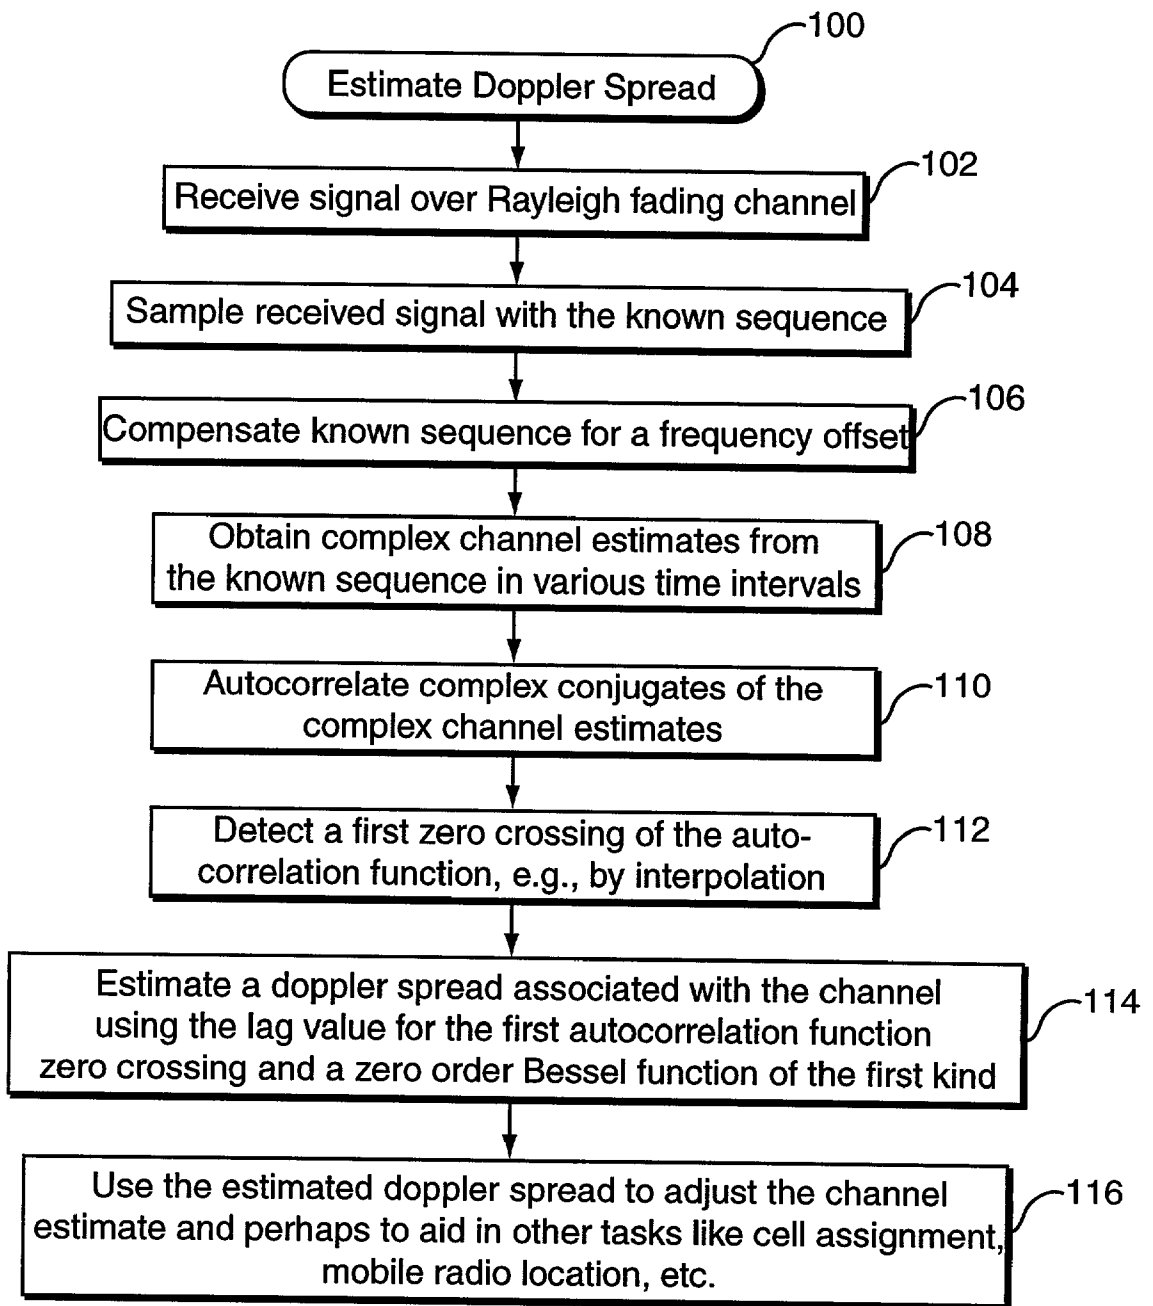 100
Estimate Doppler Spread
102
Receive signal over Rayleigh fading channel
104
Sample received signal with the known sequence
106
Compensate known sequence for a frequency offset
108
Obtain complex channel estimates from
the known sequence in various time intervals
110
Autocorrelate complex conjugates of the
complex channel estimates
112
Detect a first zero crossing of the auto-
correlation function, e.g., by interpolation
114
Estimate a doppler spread associated with the channel
using the lag value for the first autocorrelation function
zero crossing and a zero order Bessel function of the first kind
116
Use the estimated doppler spread to adjust the channel
estimate and perhaps to aid in other tasks like cell assignment,
mobile radio location, etc.